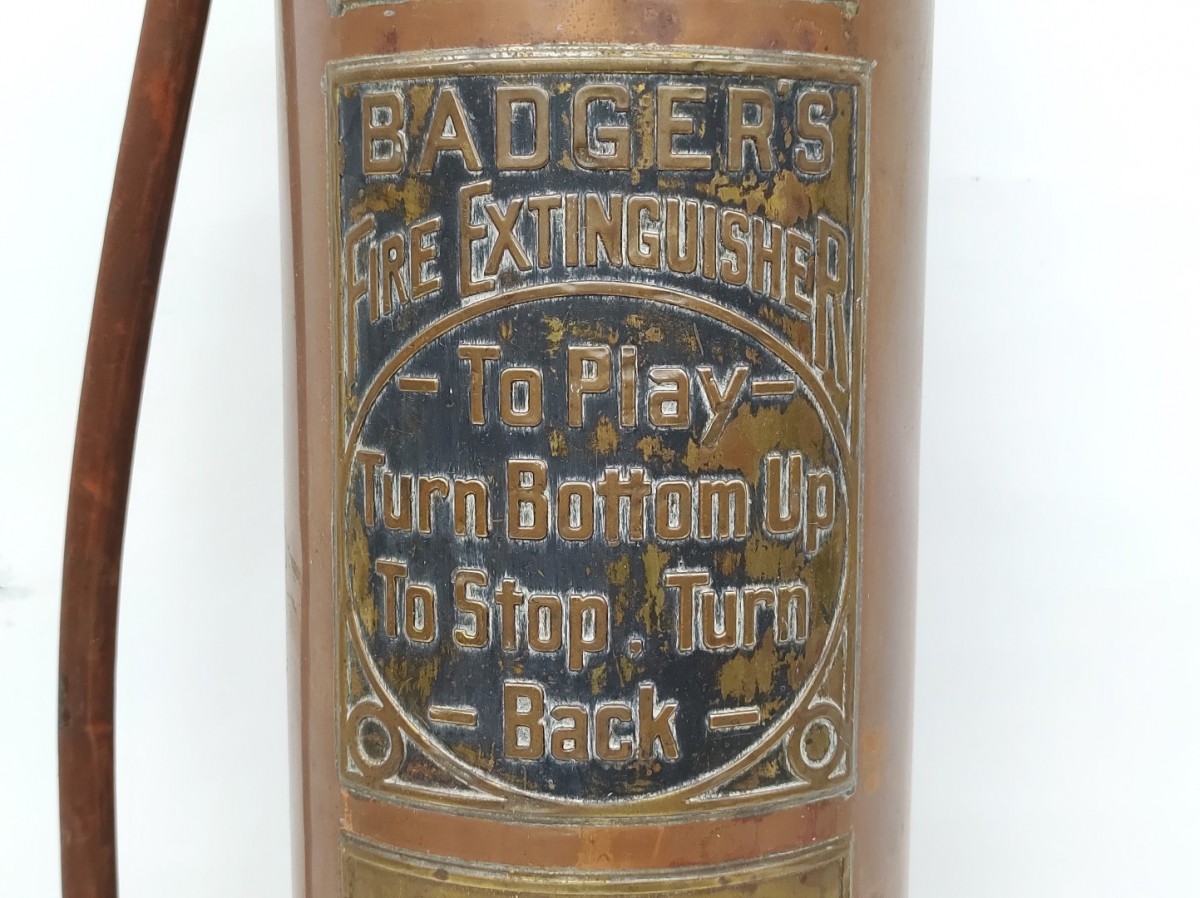 BADGER'S
FIRE EXTINGUISHER
- To Play -
Turn Bottom Up
To Stop. Turn
- Back -